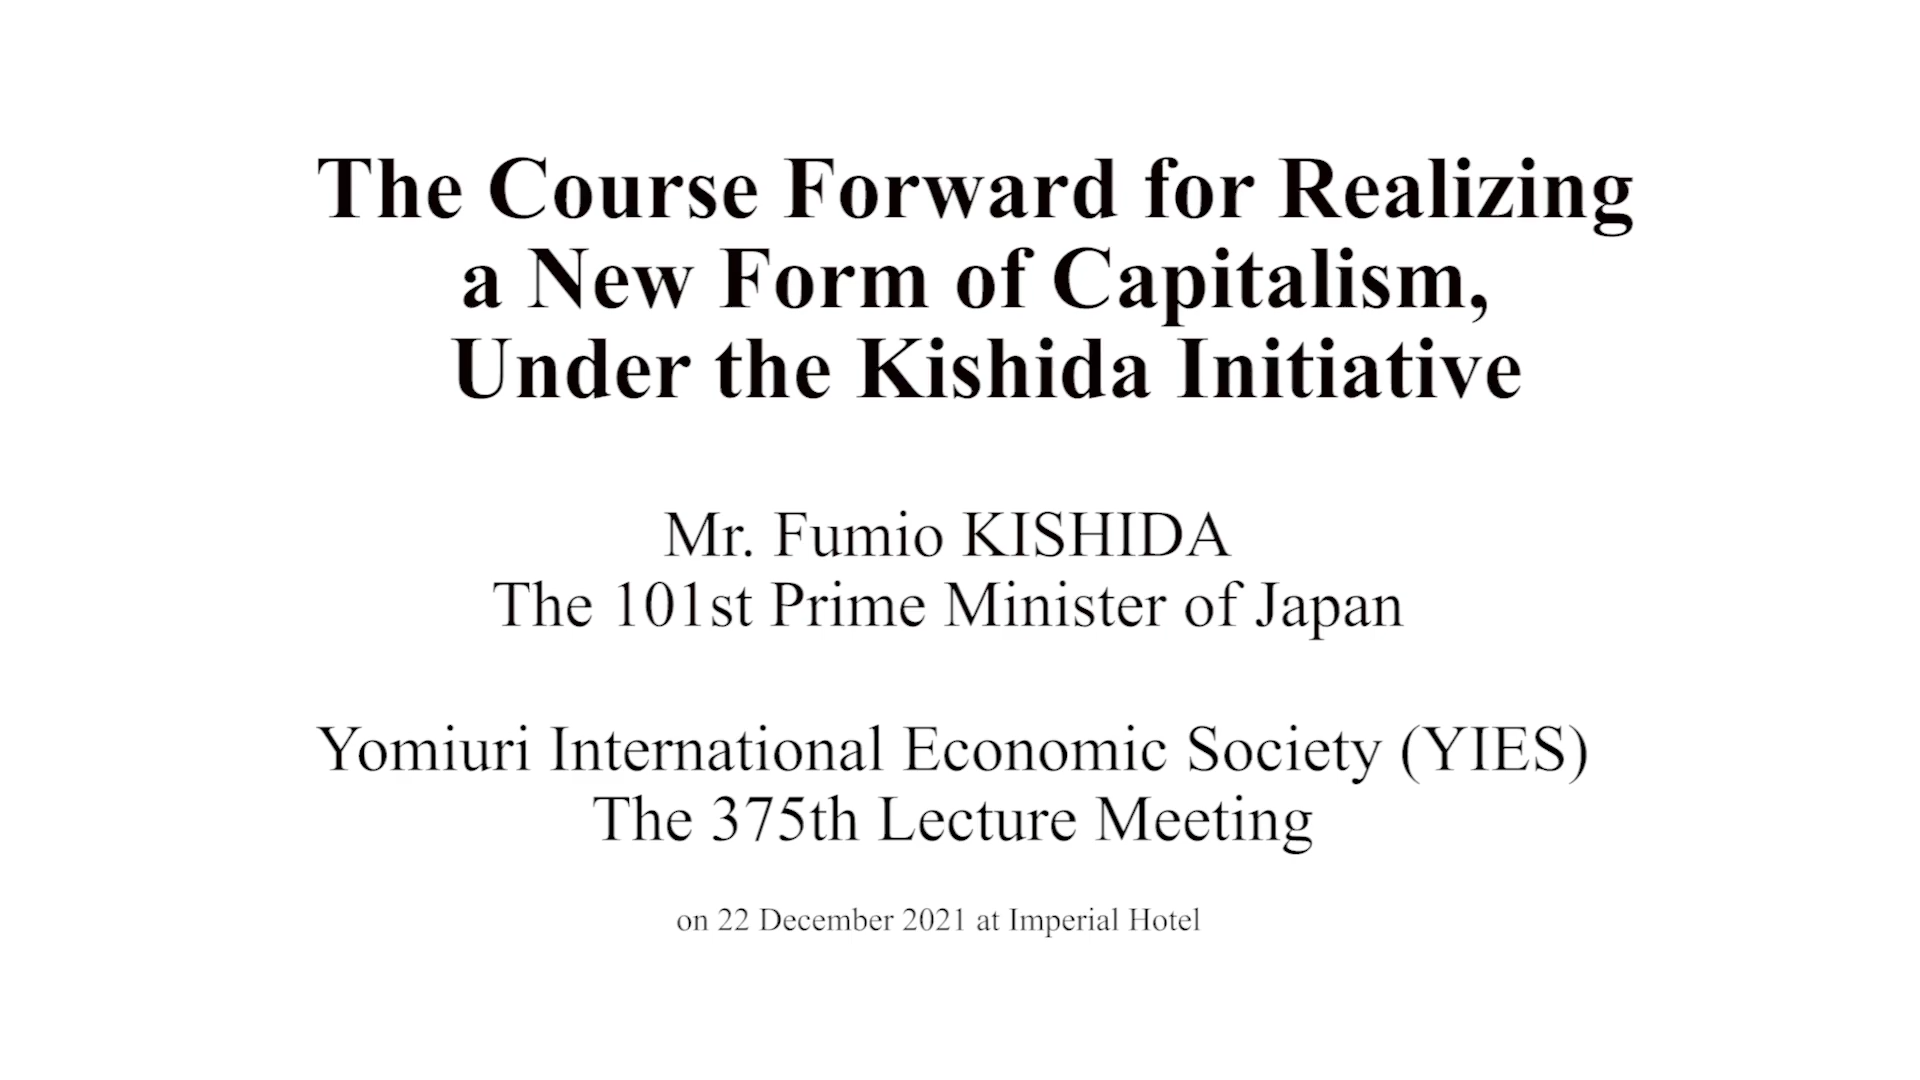 The Course Forward for Realizing
a New Form of Capitalism,
Under the Kishida Initiative
Mr. Fumio KISHIDA
The 101st Prime Minister of Japan
Yomiuri International Economic Society (YIES)
The 375th Lecture Meeting
on 22 December 2021 at Imperial Hotel